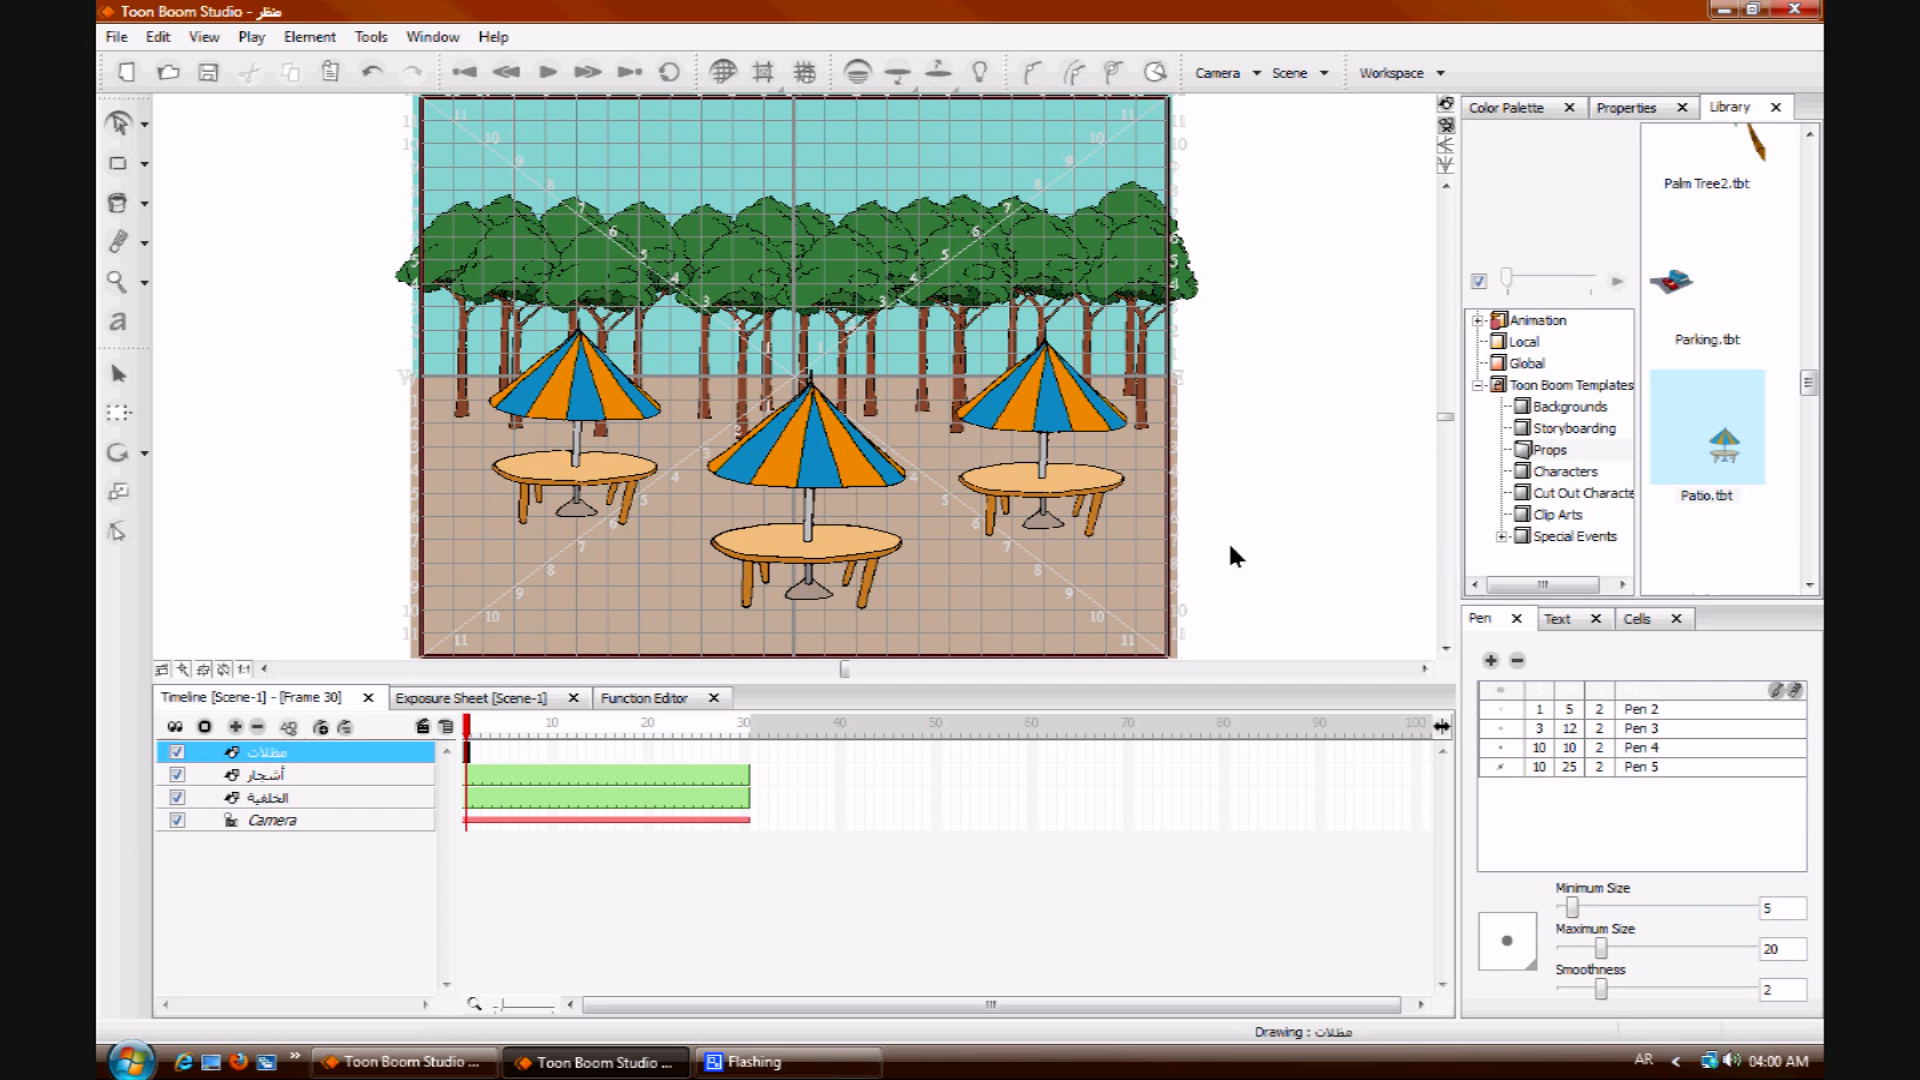 Toon Boom Studio - منظر
File Edit View Play Element Tools Window Help
Camera Scene Workspace
Color Palette Properties Library
Palm Tree2.tbt
Parking.tbt
Patio.tbt
Animation
Local
Global
Toon Boom Templates
Backgrounds
Storyboarding
Props
Characters
Cut Out Characte
Clip Arts
Special Events
Pen Text Cells
1 5 2 Pen 2
3 12 2 Pen 3
10 10 2 Pen 4
10 25 2 Pen 5
Minimum Size
5
Maximum Size
20
Smoothness
2
Timeline [Scene-1] - [Frame 30] Exposure Sheet [Scene-1] Function Editor
10 20 30 40 50 60 70 80 90 100
مظلات
أشجار
الخلفية
Camera
Drawing : مظلات
Toon Boom Studio ... Toon Boom Studio ... Flashing
AR 04:00 AM